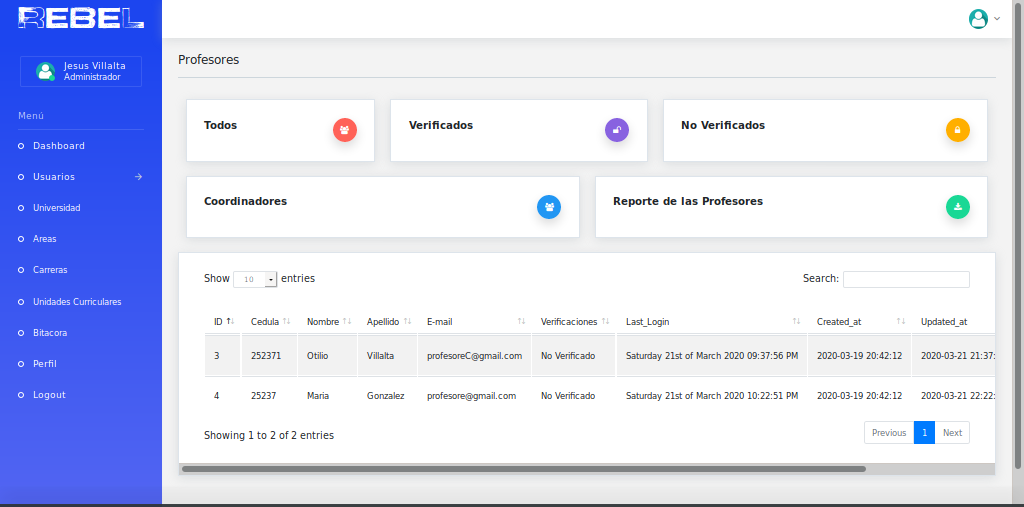 REBEL
Jesus Villalta
Administrador
Menú
Dashboard
Usuarios
Universidad
Areas
Carreras
Unidades Curriculares
Bitacora
Perfil
Logout
Profesores
Todos
Verificados
No Verificados
Coordinadores
Reporte de las Profesores
Show 10 entries
Search:
ID Cedula Nombre Apellido E-mail Verificaciones Last_Login Created_at Updated_at
3 252371 Otilio Villalta profesoreC@gmail.com No Verificado Saturday 21st of March 2020 09:37:56 PM 2020-03-19 20:42:12 2020-03-21 21:37:
4 25237 Maria Gonzalez profesore@gmail.com No Verificado Saturday 21st of March 2020 10:22:51 PM 2020-03-19 20:42:12 2020-03-21 22:22:
Showing 1 to 2 of 2 entries
Previous 1 Next